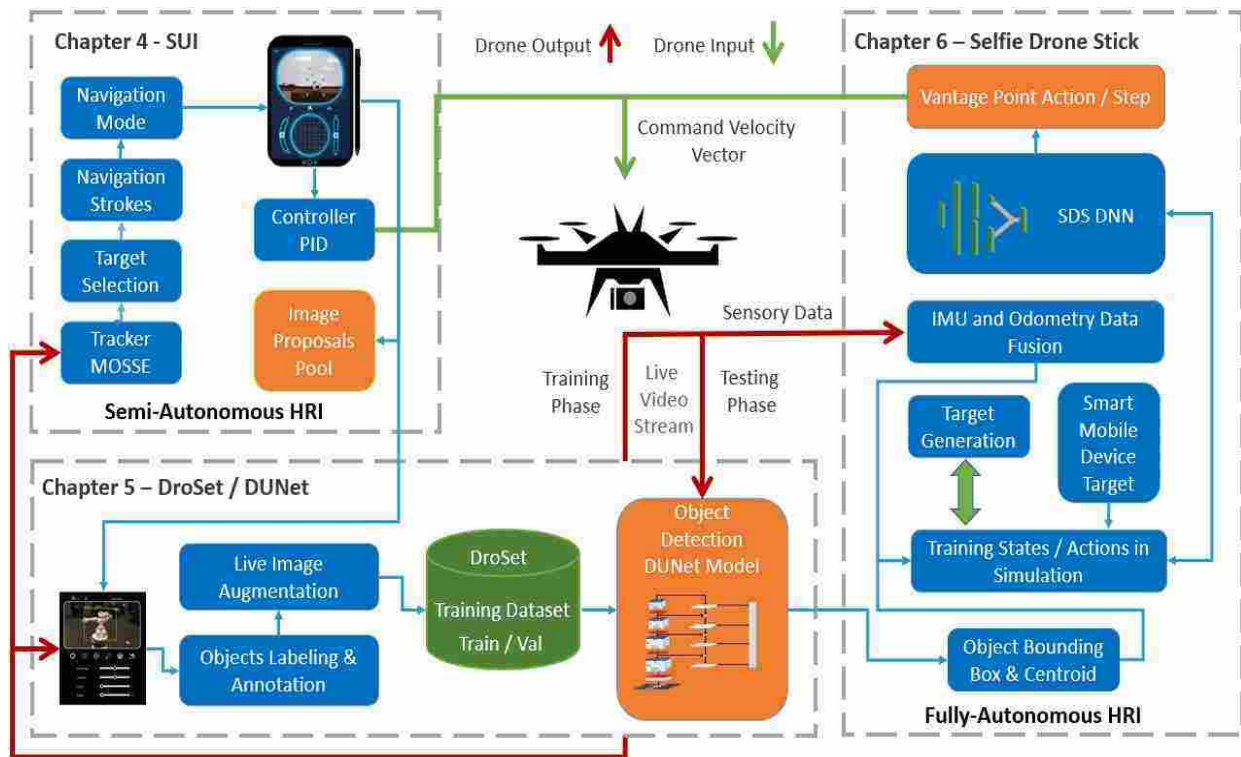 Chapter 4 - SUI
Navigation
Mode
Navigation
Strokes
Target
Selection
Tracker
MOSSE
Controller
PID
Image
Proposals
Pool
Semi-Autonomous HRI
Drone Output
Drone Input
Command Velocity
Vector
Sensory Data
Training
Phase
Live
Video
Stream
Testing
Phase
Chapter 6 – Selfie Drone Stick
Vantage Point Action / Step
SDS DNN
IMU and Odometry Data
Fusion
Target
Generation
Smart
Mobile
Device
Target
Training States / Actions in
Simulation
Object Bounding
Box & Centroid
Fully-Autonomous HRI
Chapter 5 – DroSet / DUNet
Live Image
Augmentation
Objects Labeling &
Annotation
DroSet
Training Dataset
Train / Val
Object
Detection
DUNet Model